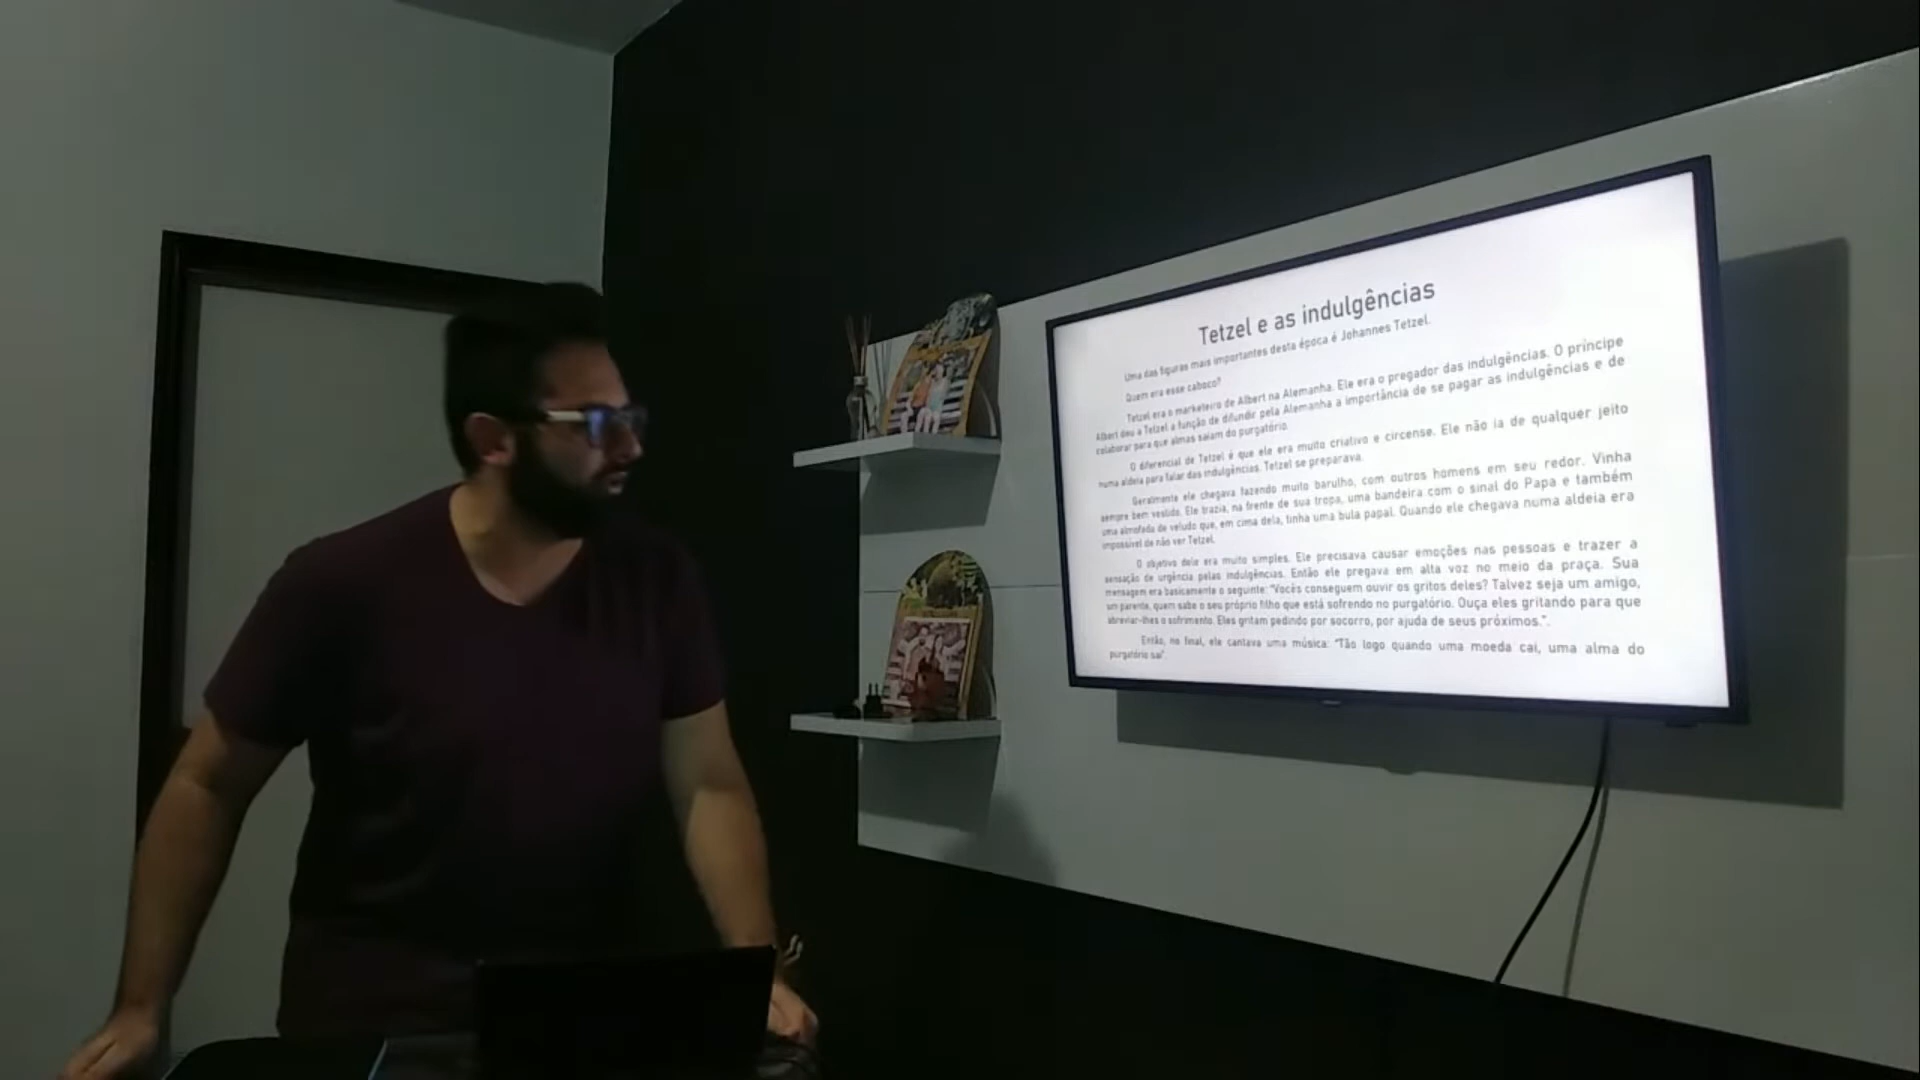 Tetzel e as indulgências
Uma das figuras mais importantes desta época é Johannes Tetzel.
Quem era esse caboco?
Tetzel era o marketeiro de Albert na Alemanha. Ele era o pregador das indulgências. O príncipe
Albert deu a Tetzel a função de difundir pela Alemanha a importância de se pagar as indulgências e de
colaborar para que almas saiam do purgatório.
O diferencial de Tetzel é que ele era muito criativo e circense. Ele não ia de qualquer jeito
numa aldeia para falar das indulgências. Tetzel se preparava.
Geralmente ele chegava fazendo muito barulho, com outros homens em seu redor. Vinha
sempre bem vestido. Ele trazia, na frente de sua tropa, uma bandeira com o sinal do Papa e também
uma almofada de veludo que, em cima dela, tinha uma bula papal. Quando ele chegava numa aldeia era
impossível de não ver Tetzel.
O objetivo dele era muito simples. Ele precisava causar emoções nas pessoas e trazer a
sensação de urgência pelas indulgências. Então ele pregava em alta voz no meio da praça. Sua
mensagem era basicamente o seguinte: "Vocês conseguem ouvir os gritos deles? Talvez seja um amigo,
um parente, quem sabe o seu próprio filho que está sofrendo no purgatório. Ouça eles gritando para que
abreviar-lhes o sofrimento. Eles gritam pedindo por socorro, por ajuda de seus próximos.".
Então, no final, ele cantava uma música: "Tão logo quando uma moeda cai, uma alma do
purgatório sai"